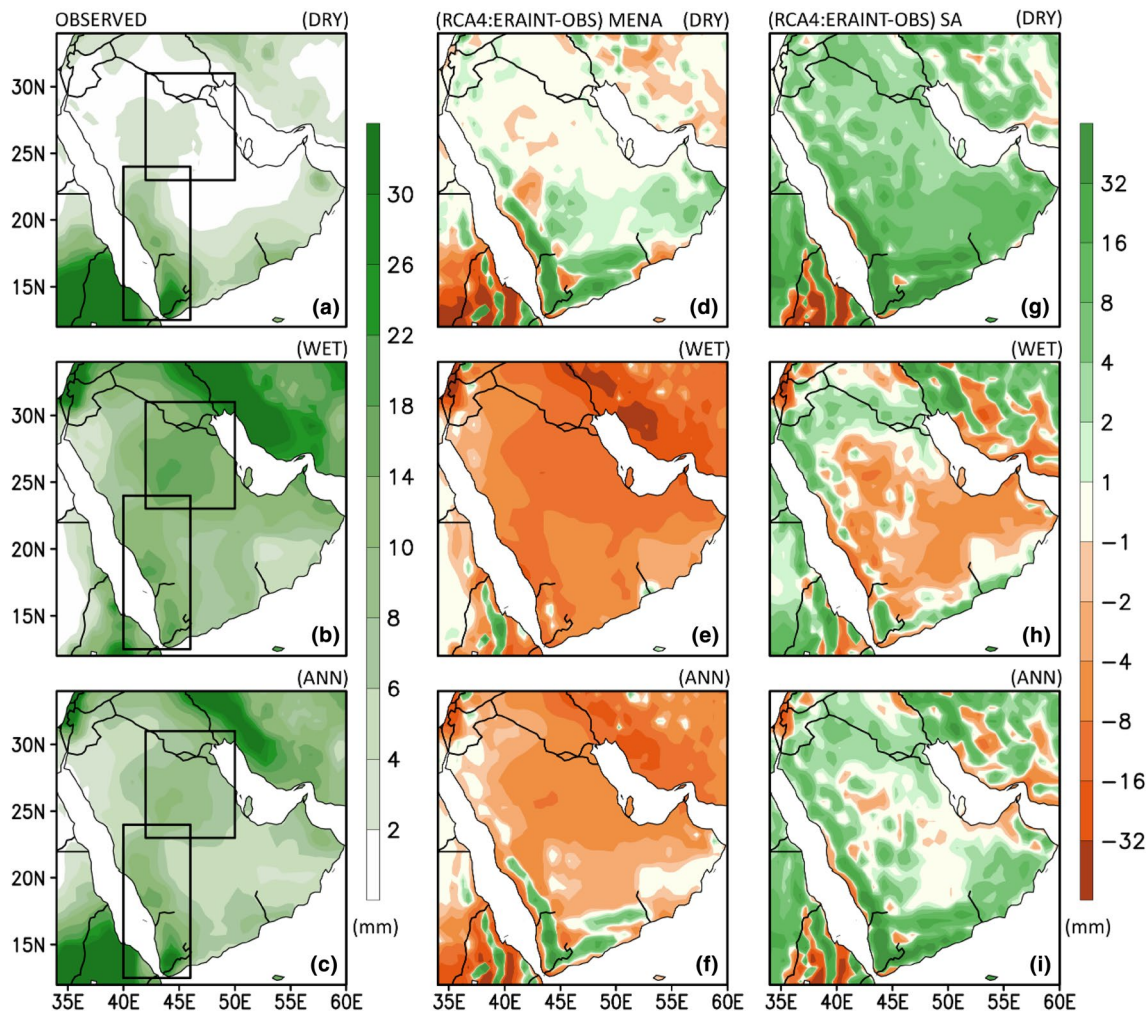 OBSERVED (DRY) (RCA4:ERAINT-OBS) MENA (DRY) (RCA4:ERAINT-OBS) SA (DRY)
30N
25N
20N
15N
(a) (d) (g)
(WET) (WET) (WET)
30N
25N
20N
15N
(b) (e) (h)
(ANN) (ANN) (ANN)
30N
25N
20N
15N
(c) (f) (i)
35E 40E 45E 50E 55E 60E 35E 40E 45E 50E 55E 60E 35E 40E 45E 50E 55E 60E
30
26
22
18
14
10
8
6
4
2
(mm)
32
16
8
4
2
1
−1
−2
−4
−8
−16
−32
(mm)